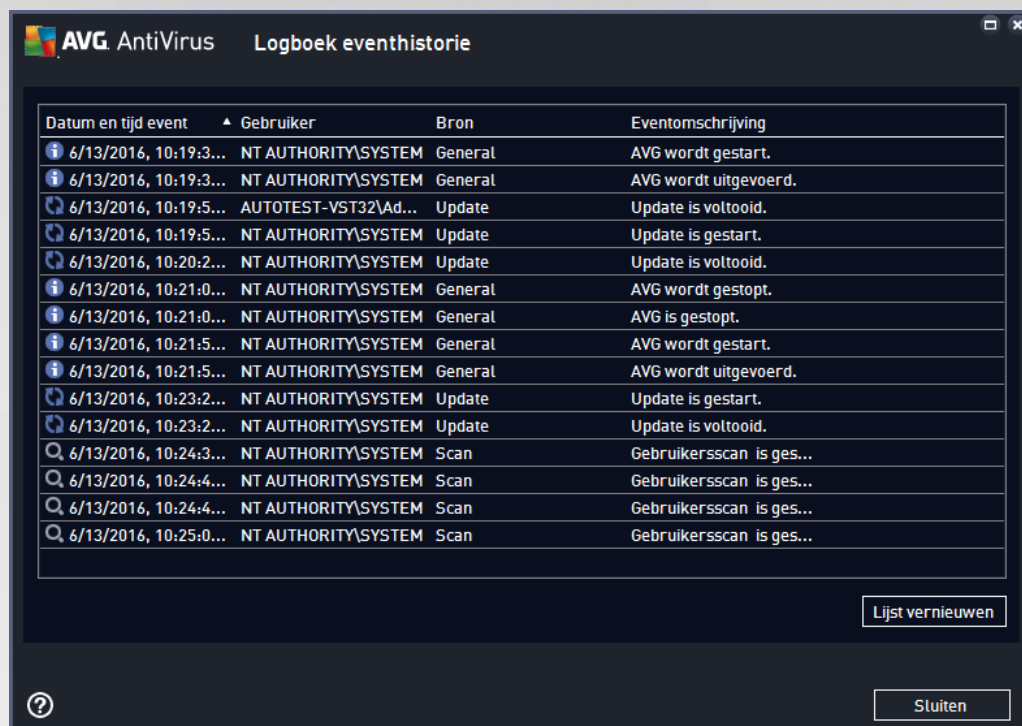 AVG. AntiVirus Logboek eventhistorie
Datum en tijd event Gebruiker Bron Eventomschrijving
6/13/2016, 10:19:3... NT AUTHORITY\SYSTEM General AVG wordt gestart.
6/13/2016, 10:19:3... NT AUTHORITY\SYSTEM General AVG wordt uitgevoerd.
6/13/2016, 10:19:5... AUTOTEST-VST32\Ad... Update Update is voltooid.
6/13/2016, 10:19:5... NT AUTHORITY\SYSTEM Update Update is gestart.
6/13/2016, 10:20:2... NT AUTHORITY\SYSTEM Update Update is voltooid.
6/13/2016, 10:21:0... NT AUTHORITY\SYSTEM General AVG wordt gestopt.
6/13/2016, 10:21:0... NT AUTHORITY\SYSTEM General AVG is gestopt.
6/13/2016, 10:21:5... NT AUTHORITY\SYSTEM General AVG wordt gestart.
6/13/2016, 10:21:5... NT AUTHORITY\SYSTEM General AVG wordt uitgevoerd.
6/13/2016, 10:23:2... NT AUTHORITY\SYSTEM Update Update is gestart.
6/13/2016, 10:23:2... NT AUTHORITY\SYSTEM Update Update is voltooid.
6/13/2016, 10:24:3... NT AUTHORITY\SYSTEM Scan Gebruikersscan is ges...
6/13/2016, 10:24:4... NT AUTHORITY\SYSTEM Scan Gebruikersscan is ges...
6/13/2016, 10:24:4... NT AUTHORITY\SYSTEM Scan Gebruikersscan is ges...
6/13/2016, 10:25:0... NT AUTHORITY\SYSTEM Scan Gebruikersscan is ges...
Lijst vernieuwen
Sluiten